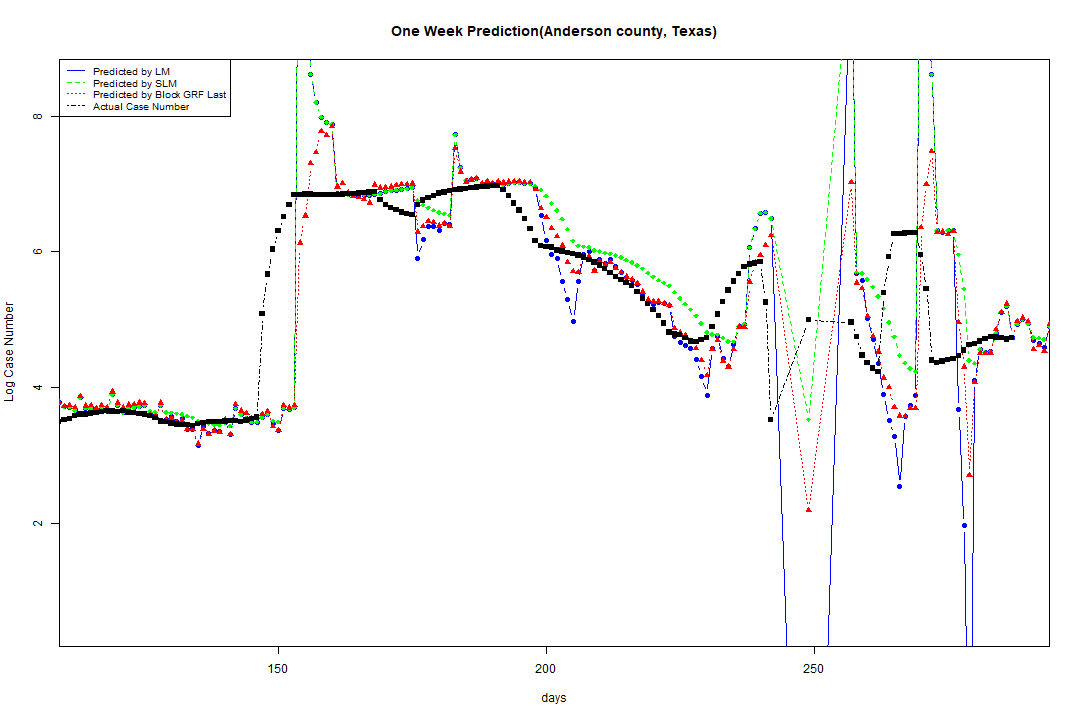 One Week Prediction(Anderson county, Texas)
Predicted by LM
Predicted by SLM
Predicted by Block GRF Last
Actual Case Number
8
6
4
2
Log Case Number
150 200 250
days